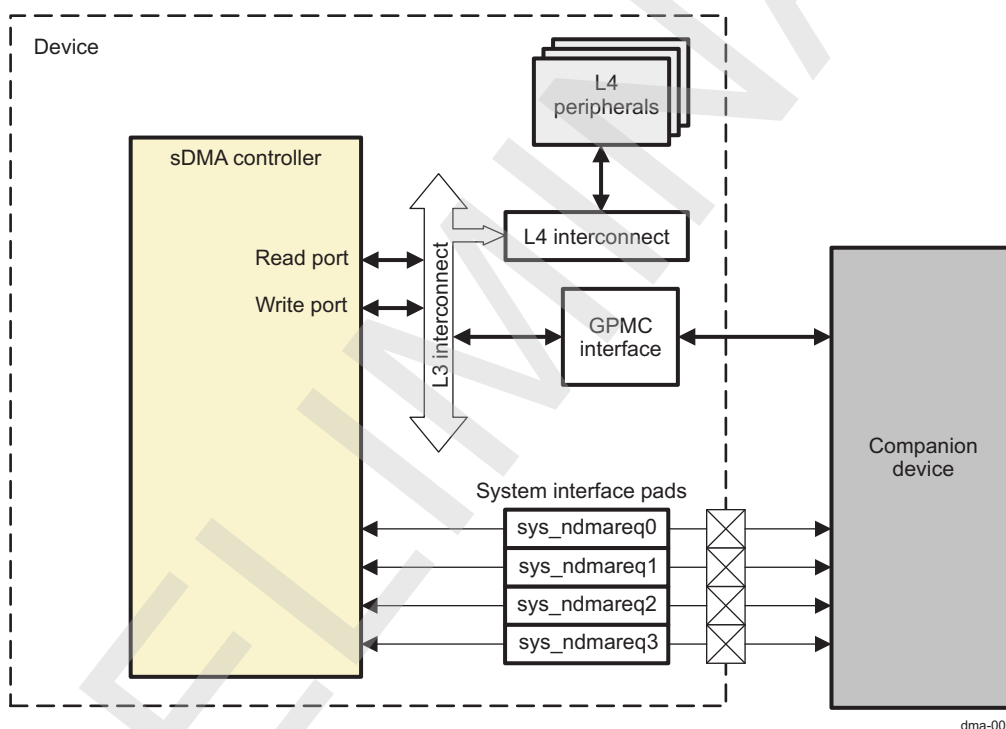 Device
L4
peripherals
sDMA controller
L4 interconnect
Read port
Write port
L3 interconnect
GPMC
interface
Companion
device
System interface pads
sys_ndmareq0
sys_ndmareq1
sys_ndmareq2
sys_ndmareq3